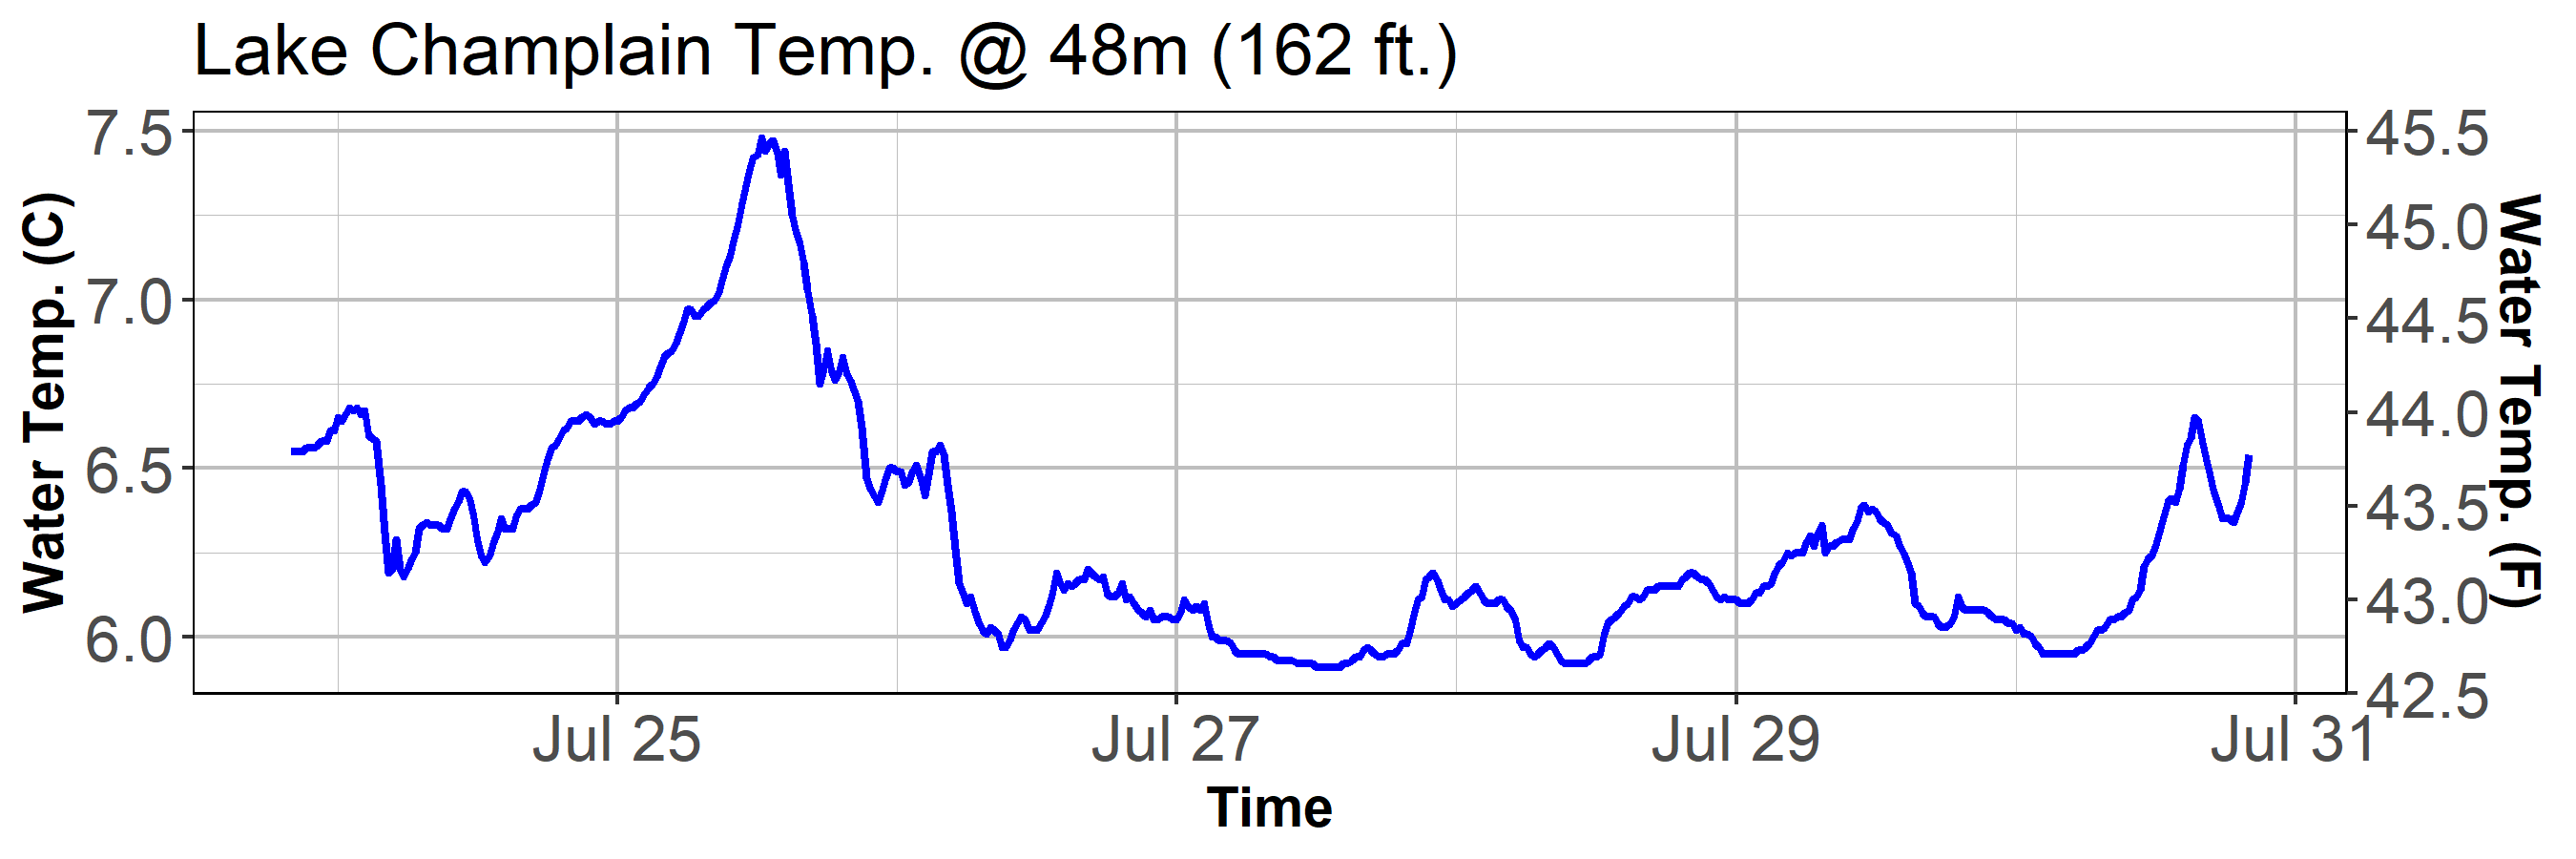 Lake Champlain Temp. @ 48m (162 ft.)
Water Temp. (C)
7.5
7.0
6.5
6.0
45.5
45.0
44.5
44.0
43.5
43.0
42.5
Water Temp. (F)
Jul 25
Jul 27
Jul 29
Jul 31
Time